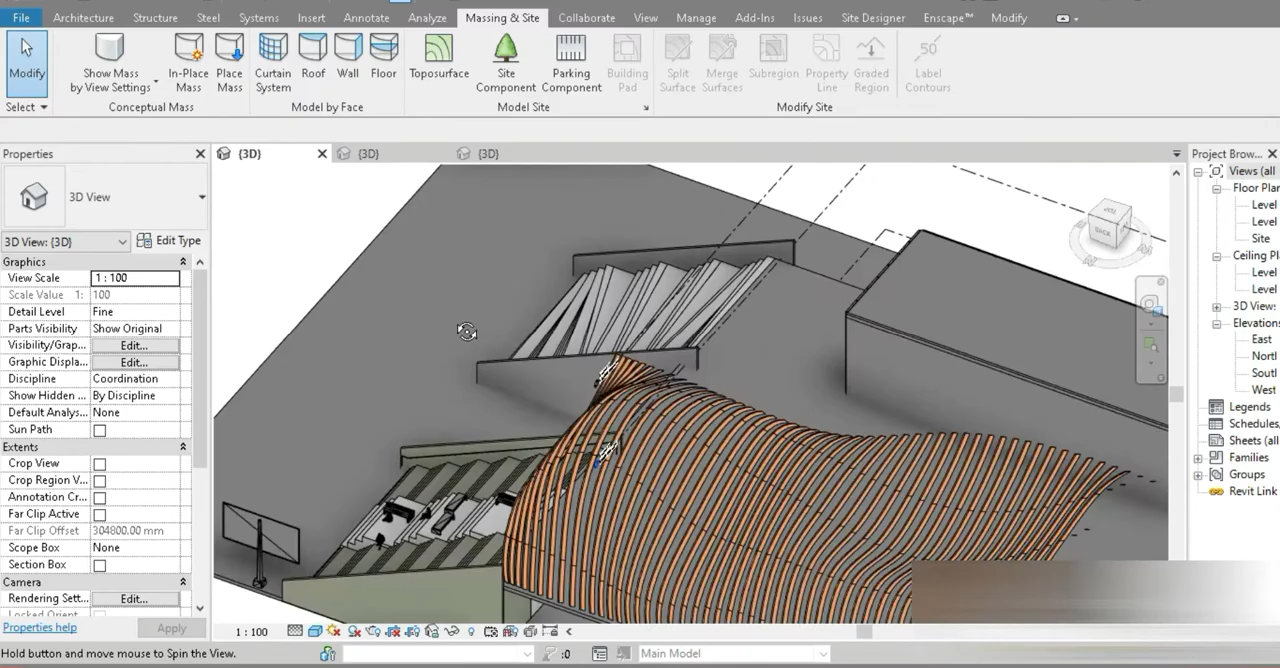 File Architecture Structure Steel Systems Insert Annotate Analyze Massing & Site Collaborate View Manage Add-Ins Issues Site Designer Enscape™ Modify
Modify
Show Mass
by View Settings
In-Place
Mass
Place
Mass
Curtain
System
Roof
Wall
Floor
Toposurface
Site
Component
Parking
Component
Building
Pad
Split
Surface
Merge
Surfaces
Subregion
Property
Line
Graded
Region
50
Label
Contours
Select
Conceptual Mass
Model by Face
Model Site
Modify Site
Properties
{3D}
{3D}
{3D}
Project Brow...
3D View
3D View: {3D}
Edit Type
Graphics
View Scale 1 : 100
Scale Value 1: 100
Detail Level Fine
Parts Visibility Show Original
Visibility/Grap... Edit...
Graphic Displa... Edit...
Discipline Coordination
Show Hidden ... By Discipline
Default Analys... None
Sun Path
Extents
Crop View
Crop Region V...
Annotation Cr...
Far Clip Active
Far Clip Offset 304800.00 mm
Scope Box None
Section Box
Camera
Rendering Sett... Edit...
Locked Orient
Properties help
Apply
BACK
Views (all
Floor Plan
Level
Level
Site
Ceiling Pl
Level
Level
3D View:
Elevations
East
North
South
West
Legends
Schedules,
Sheets (all
Families
Groups
Revit Link
1 : 100
Hold button and move mouse to Spin the View.
:0
Main Model